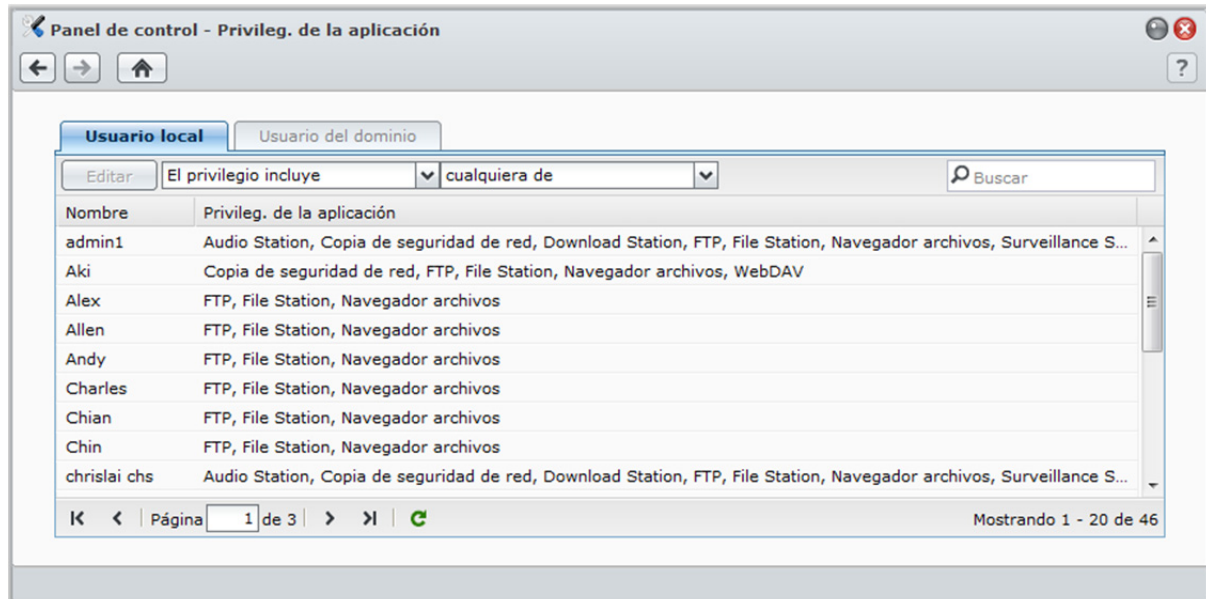 Panel de control - Privileg. de la aplicación
?
Usuario local Usuario del dominio
Editar El privilegio incluye cualquiera de Buscar
Nombre Privileg. de la aplicación
admin1 Audio Station, Copia de seguridad de red, Download Station, FTP, File Station, Navegador archivos, Surveillance S...
Aki Copia de seguridad de red, FTP, File Station, Navegador archivos, WebDAV
Alex FTP, File Station, Navegador archivos
Allen FTP, File Station, Navegador archivos
Andy FTP, File Station, Navegador archivos
Charles FTP, File Station, Navegador archivos
Chian FTP, File Station, Navegador archivos
Chin FTP, File Station, Navegador archivos
chrislai chs Audio Station, Copia de seguridad de red, Download Station, FTP, File Station, Navegador archivos, Surveillance S...
Página 1 de 3 Mostrando 1 - 20 de 46